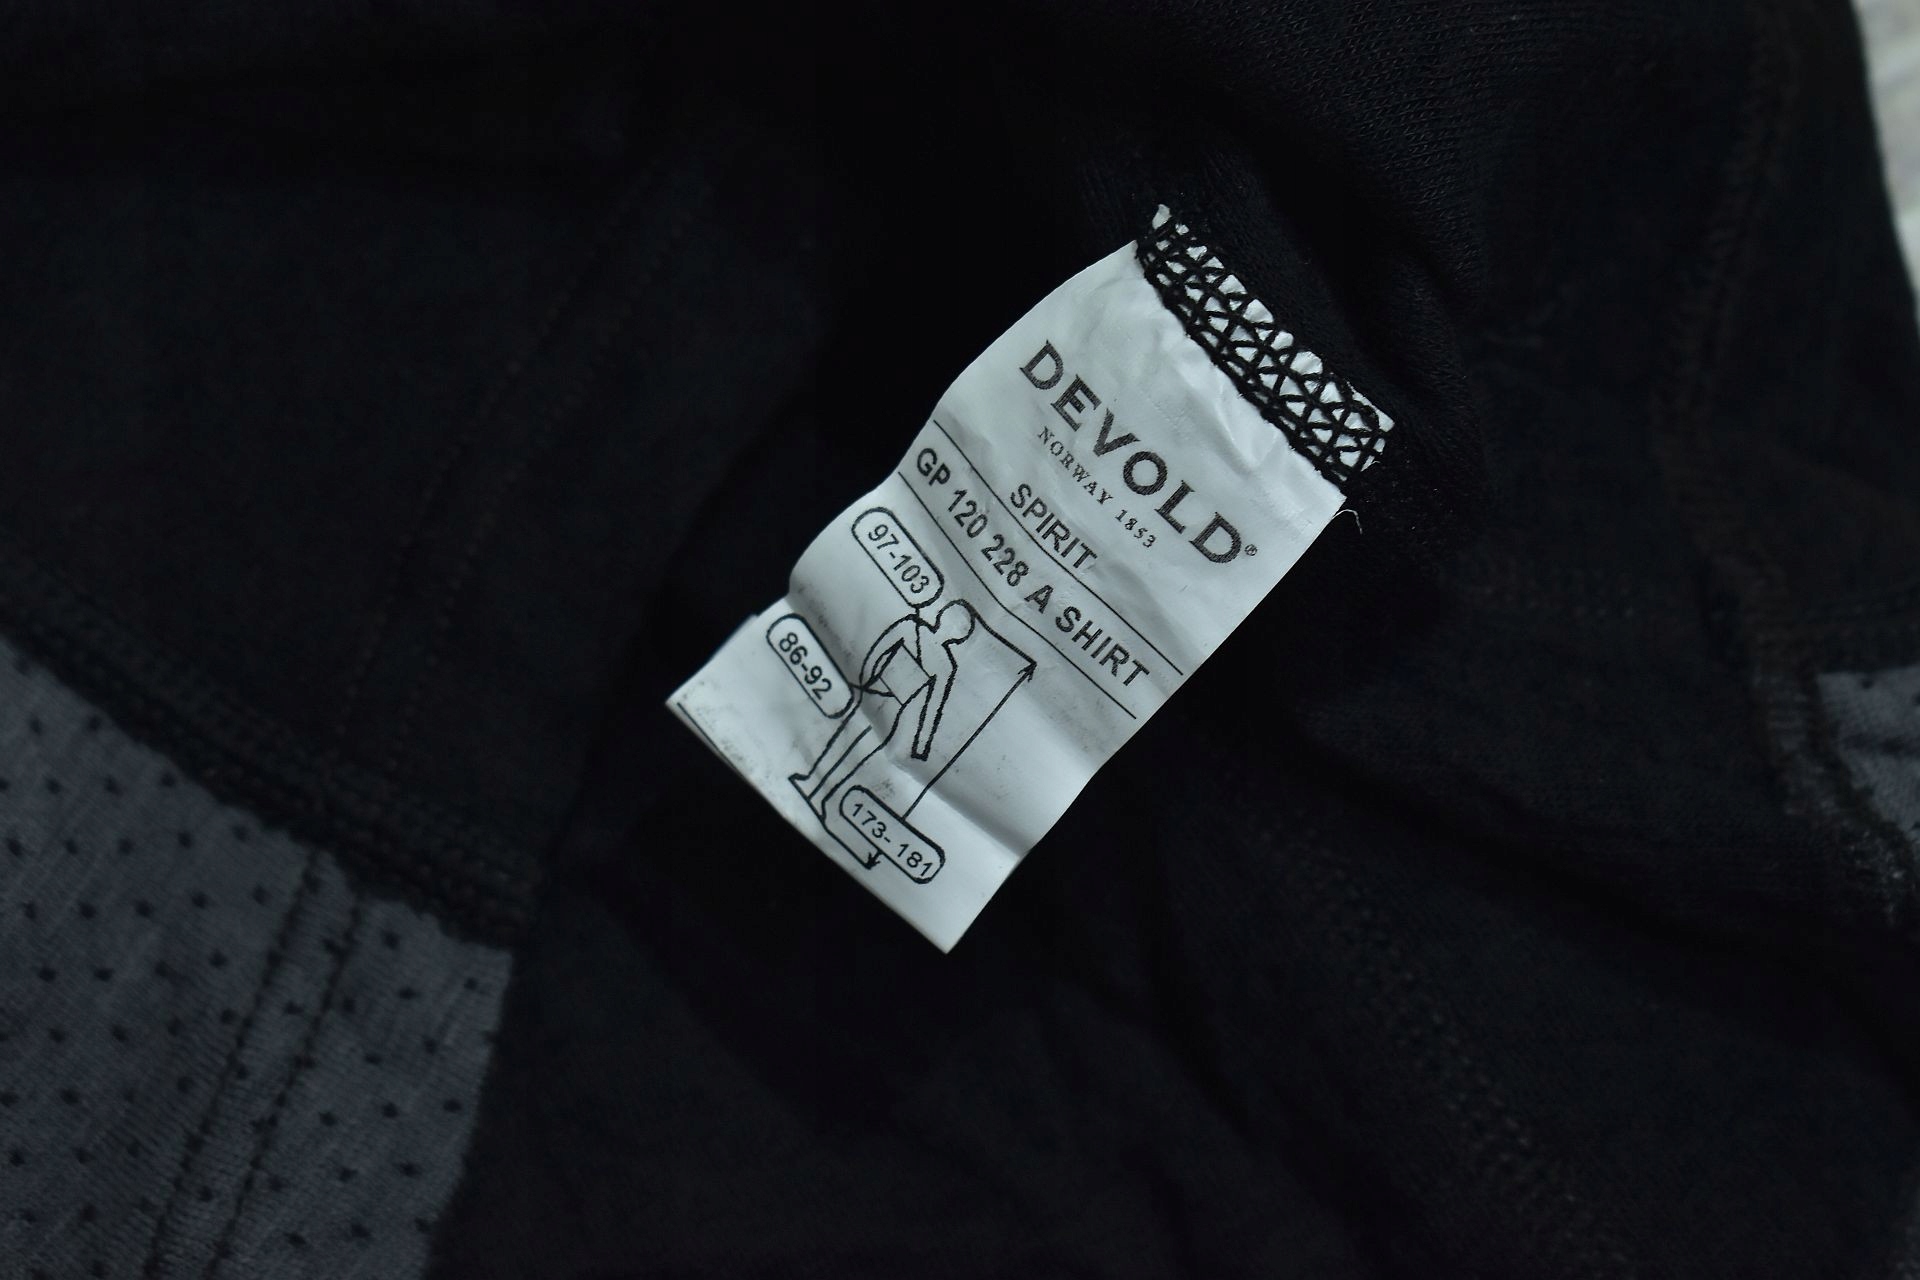 DEVOLD®
NORWAY 1853
SPIRIT
GP 120 228 A SHIRT
97-103
86-92
173-181